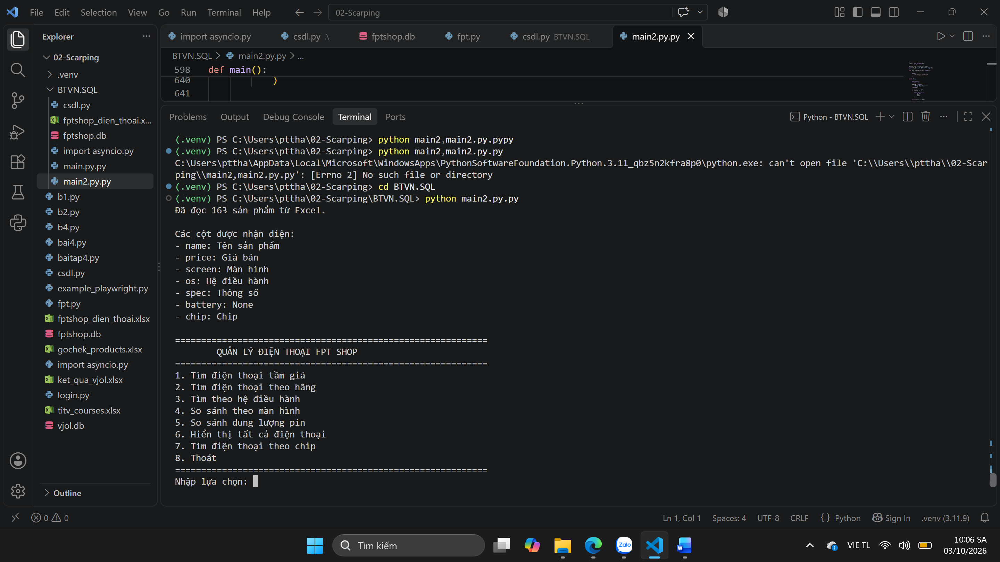 File Edit Selection View Go Run Terminal Help
02-Scarping
Explorer
02-Scarping
.venv
BTVN.SQL
csdl.py
fptshop_dien_thoai.x...
fptshop.db
import asyncio.py
main.py.py
main2.py.py
b1.py
b2.py
b4.py
bai4.py
baitap4.py
csdl.py
example_playwright.py
fpt.py
fptshop_dien_thoai.xlsx
fptshop.db
gochek_products.xlsx
import asyncio.py
ket_qua_vjol.xlsx
login.py
titv_courses.xlsx
vjol.db
Outline
import asyncio.py csdl.py .\ fptshop.db fpt.py csdl.py BTVN.SQL main2.py.py
BTVN.SQL > main2.py.py > ...
598 def main():
640 )
641
Problems Output Debug Console Terminal Ports
Python - BTVN.SQL
(.venv) PS C:\Users\pttha\02-Scarping> python main2,main2.py.pypy
(.venv) PS C:\Users\pttha\02-Scarping> python main2,main2.py.py
C:\Users\pttha\AppData\Local\Microsoft\WindowsApps\PythonSoftwareFoundation.Python.3.11_qbz5n2kfra8p0\python.exe: can't open file 'C:\\Users\\pttha\\02-Scar
ping\\main2,main2.py.py': [Errno 2] No such file or directory
(.venv) PS C:\Users\pttha\02-Scarping> cd BTVN.SQL
(.venv) PS C:\Users\pttha\02-Scarping\BTVN.SQL> python main2.py.py
Đã đọc 163 sản phẩm từ Excel.
Các cột được nhận diện:
- name: Tên sản phẩm
- price: Giá bán
- screen: Màn hình
- os: Hệ điều hành
- spec: Thông số
- battery: None
- chip: Chip
============================================================
QUẢN LÝ ĐIỆN THOẠI FPT SHOP
============================================================
1. Tìm điện thoại tầm giá
2. Tìm điện thoại theo hãng
3. Tìm theo hệ điều hành
4. So sánh theo màn hình
5. So sánh dung lượng pin
6. Hiển thị tất cả điện thoại
7. Tìm điện thoại theo chip
8. Thoát
============================================================
Nhập lựa chọn:
0 0
Ln 1, Col 1 Spaces: 4 UTF-8 CRLF {} Python Sign In .venv (3.11.9)
Tìm kiếm
Zalo
W
VIE TL
10:06 SA
03/10/2026